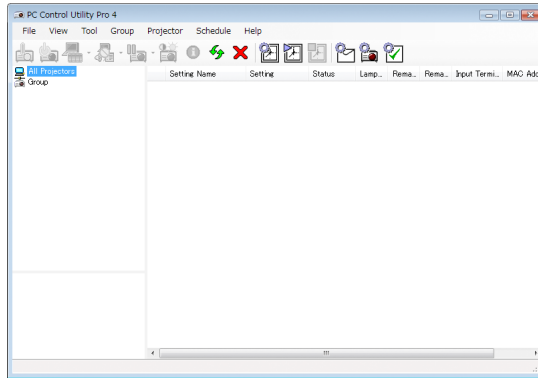 PC Control Utility Pro 4
File View Tool Group Projector Schedule Help
All Projectors
Group
Setting Name Setting Status Lamp... Rema... Rema... Input Termi... MAC Add